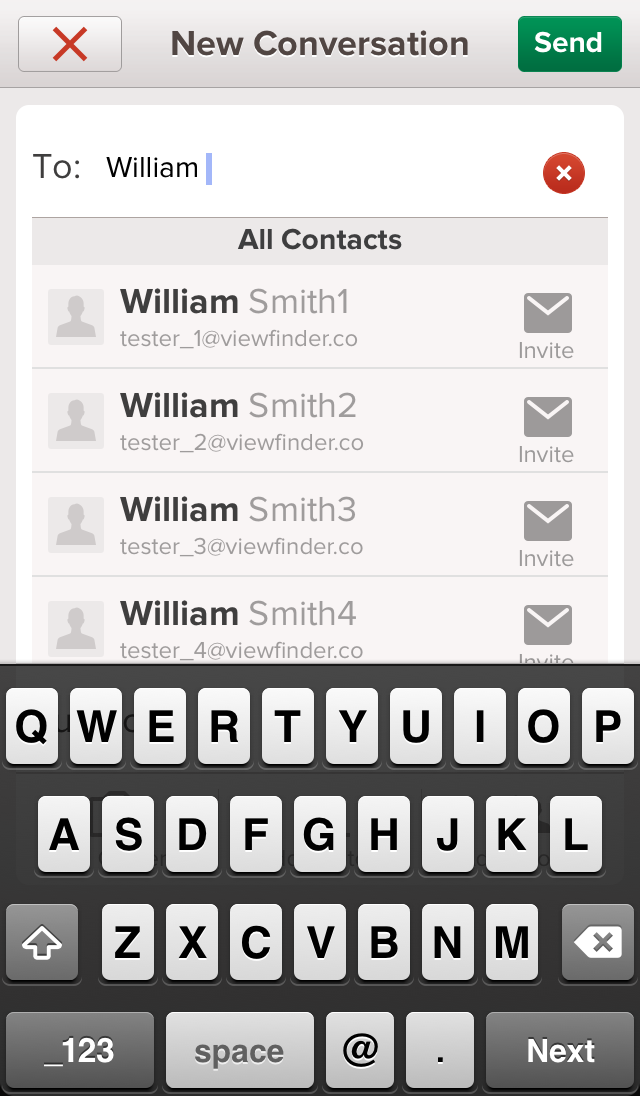 New Conversation
Send
To: William
All Contacts
William Smith1
tester_1@viewfinder.co
Invite
William Smith2
tester_2@viewfinder.co
Invite
William Smith3
tester_3@viewfinder.co
Invite
William Smith4
tester_4@viewfinder.co
Invite
Q W E R T Y U I O P
A S D F G H J K L
Z X C V B N M
_123 space @ . Next